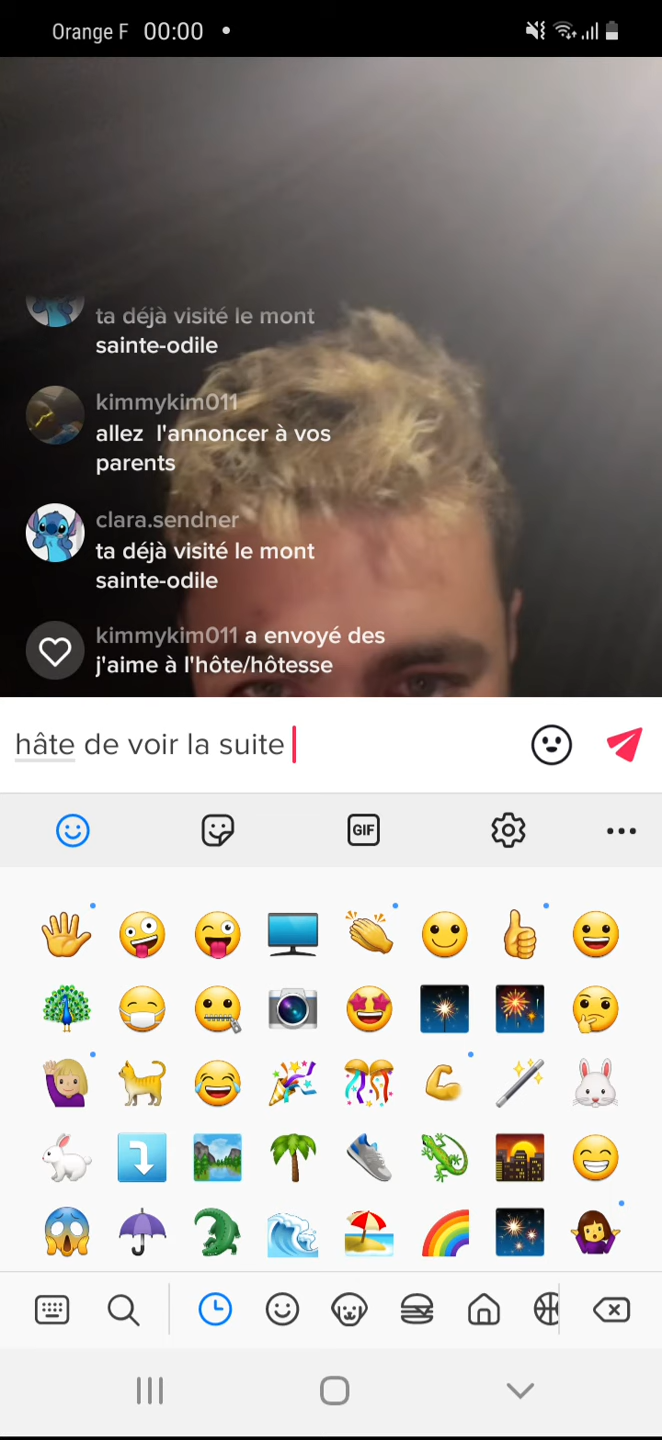 Orange F 00:00
ta déjà visité le mont
sainte-odile
kimmykim011
allez l'annoncer à vos
parents
clara.sendner
ta déjà visité le mont
sainte-odile
kimmykim011 a envoyé des
j'aime à l'hôte/hôtesse
hâte de voir la suite
GIF